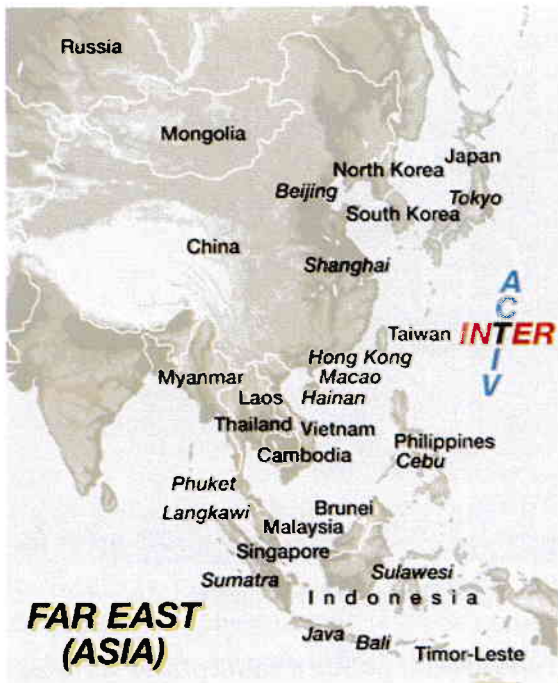 Russia
Mongolia
Japan
North Korea
Beijing
Tokyo
South Korea
China
Shanghai
ACTIV
Taiwan
INTER
Hong Kong
Macao
Myanmar
Laos
Hainan
Thailand
Vietnam
Philippines
Cambodia
Cebu
Phuket
Langkawi
Brunei
Malaysia
Singapore
Sumatra
Sulawesi
Indonesia
FAR EAST
(ASIA)
Java
Bali
Timor-Leste